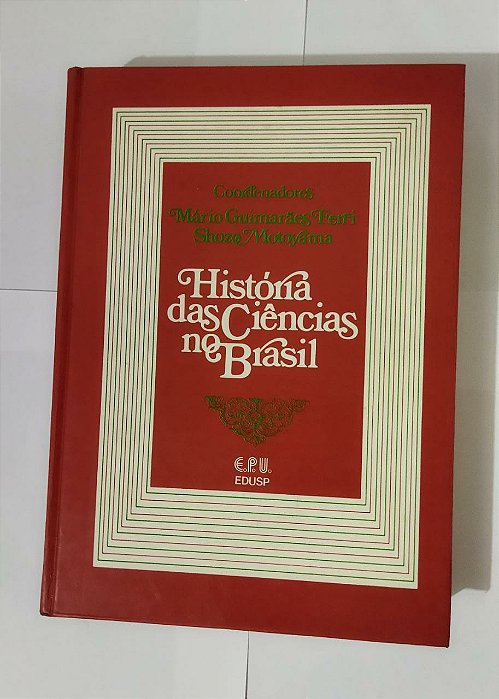 Coordenadores
Mário Guimarães Ferri
Shozo Motoyama
História
das Ciências
no Brasil
E.P.U.
EDUSP